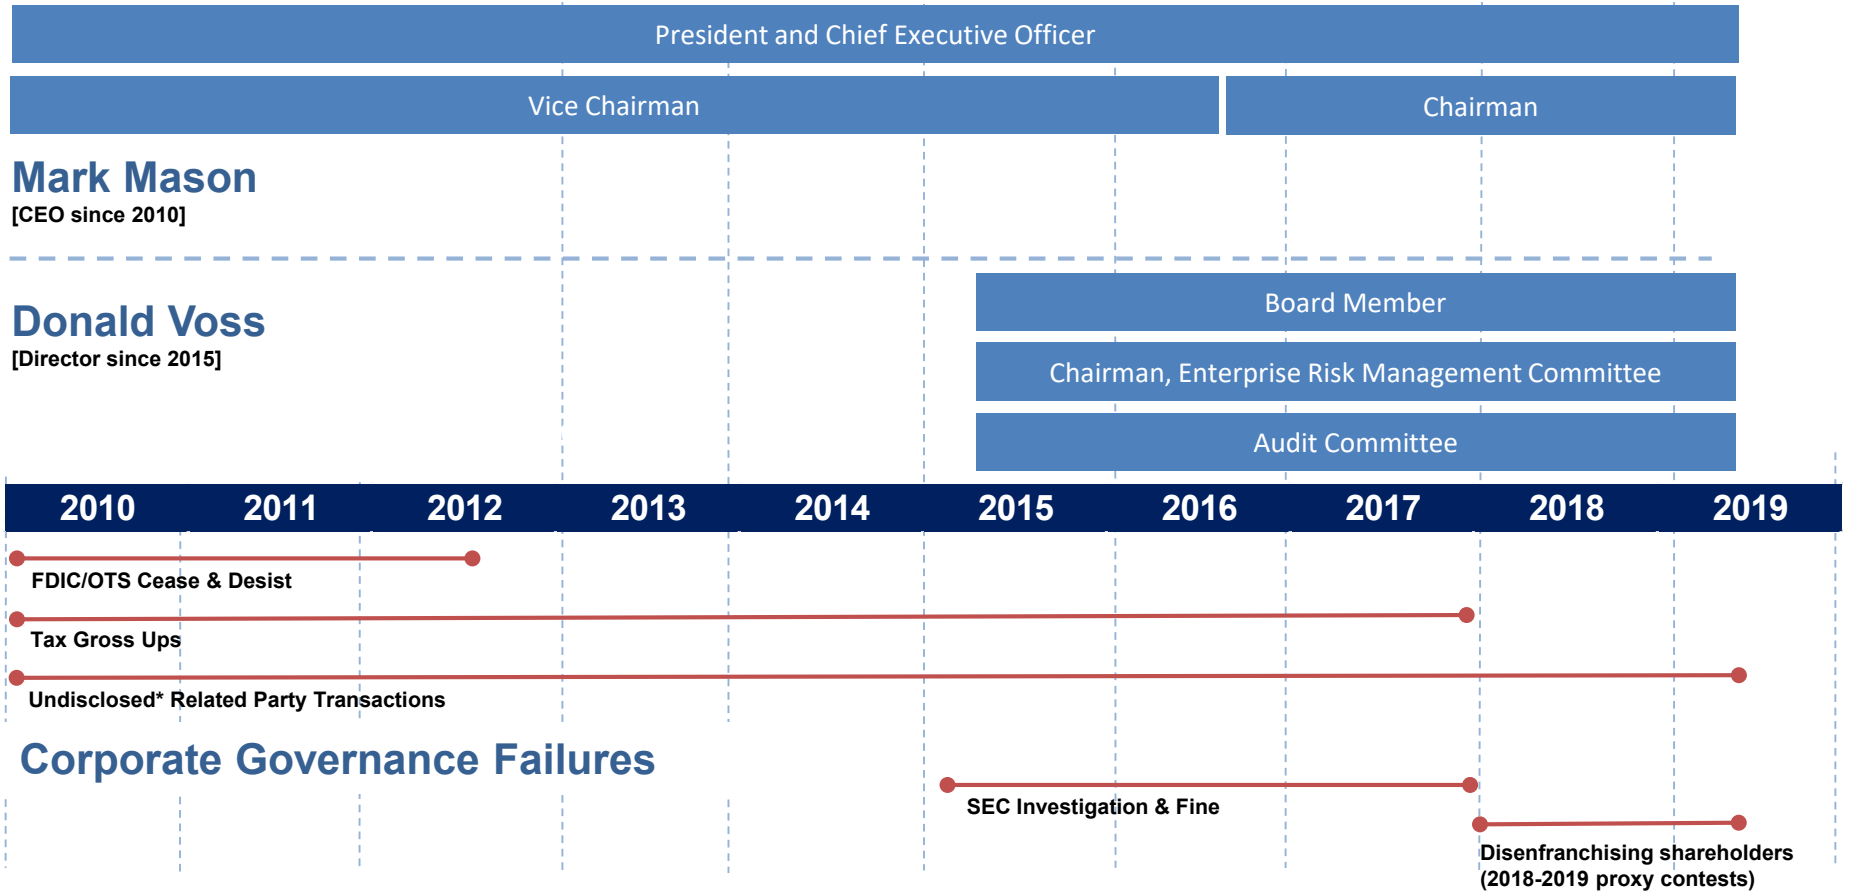 President and Chief Executive Officer
Vice Chairman
Chairman
Mark Mason
[CEO since 2010]
Donald Voss
[Director since 2015]
Board Member
Chairman, Enterprise Risk Management Committee
Audit Committee
2010 2011 2012 2013 2014 2015 2016 2017 2018 2019
FDIC/OTS Cease & Desist
Tax Gross Ups
Undisclosed* Related Party Transactions
Corporate Governance Failures
SEC Investigation & Fine
Disenfranchising shareholders
(2018-2019 proxy contests)